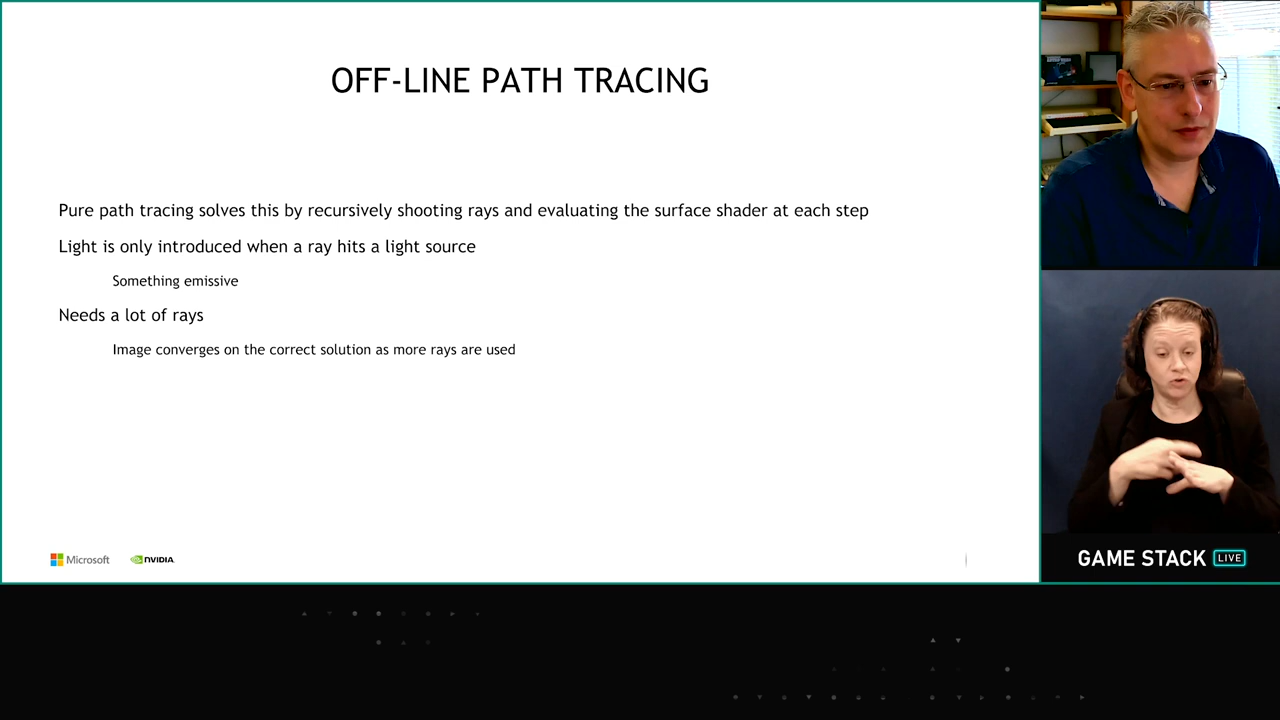 OFF-LINE PATH TRACING
Pure path tracing solves this by recursively shooting rays and evaluating the surface shader at each step
Light is only introduced when a ray hits a light source
Something emissive
Needs a lot of rays
Image converges on the correct solution as more rays are used
Microsoft
NVIDIA
GAME STACK LIVE